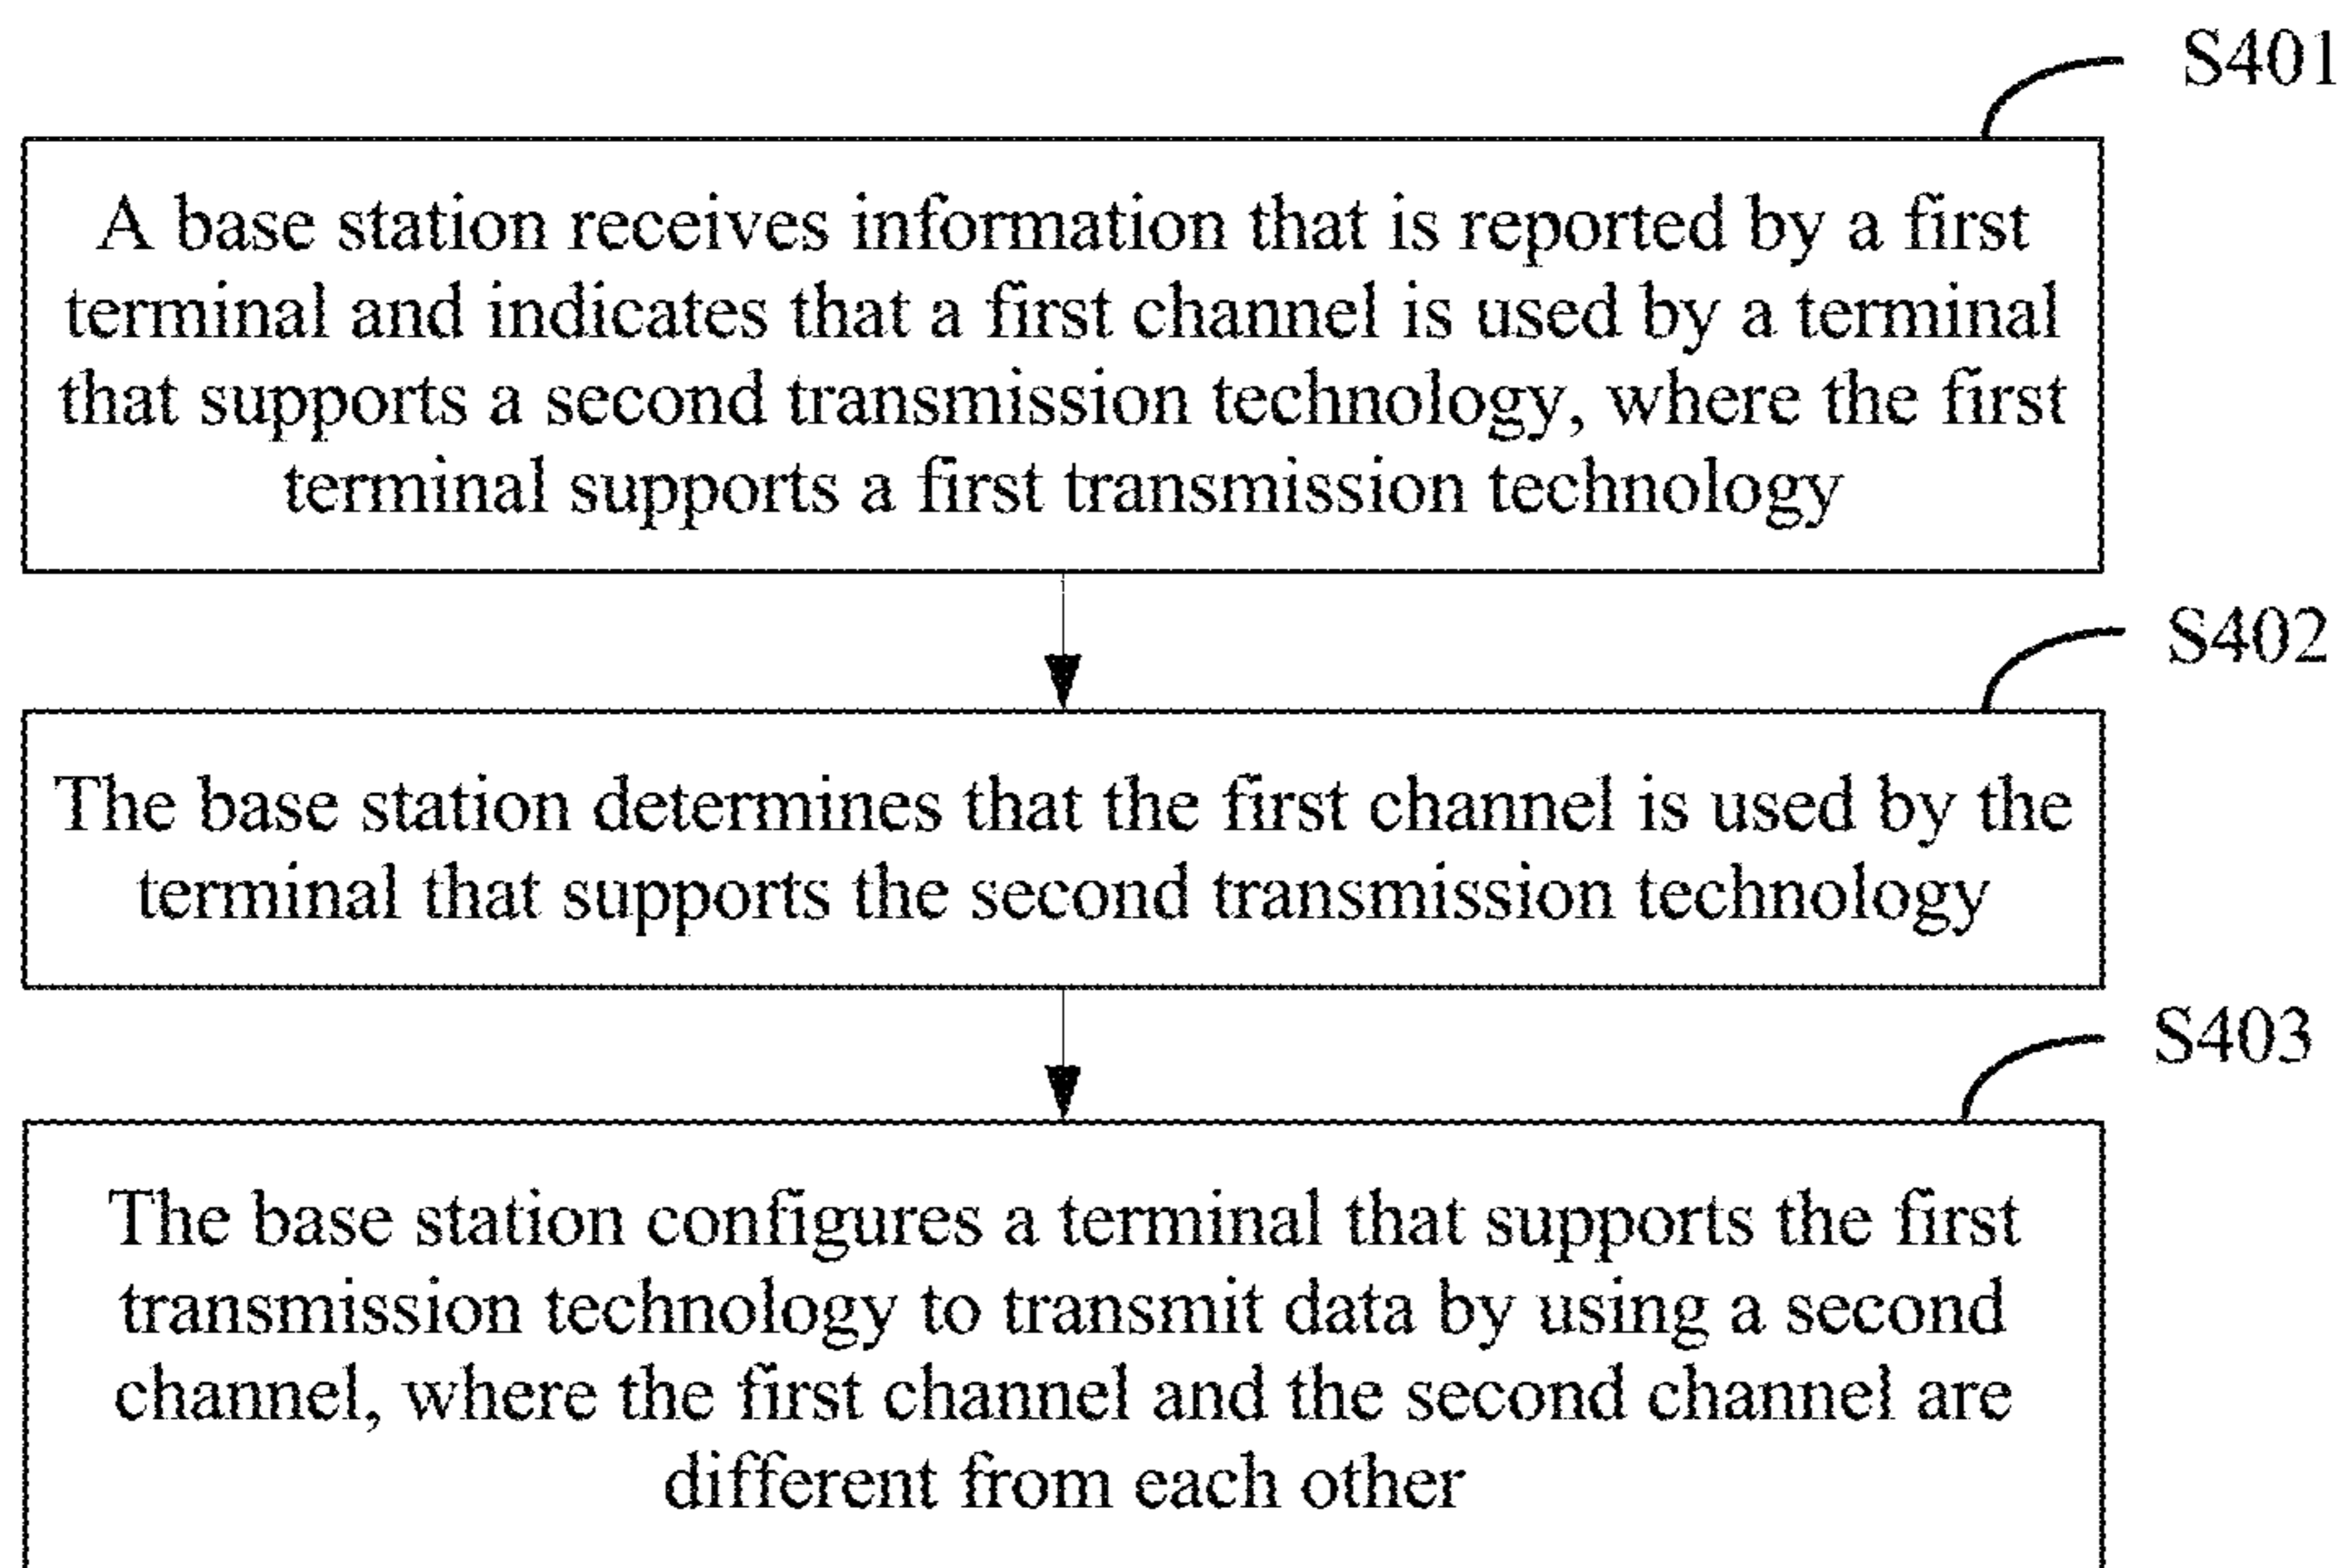 S401
A base station receives information that is reported by a first
terminal and indicates that a first channel is used by a terminal
that supports a second transmission technology, where the first
terminal supports a first transmission technology
S402
The base station determines that the first channel is used by the
terminal that supports the second transmission technology
S403
The base station configures a terminal that supports the first
transmission technology to transmit data by using a second
channel, where the first channel and the second channel are
different from each other